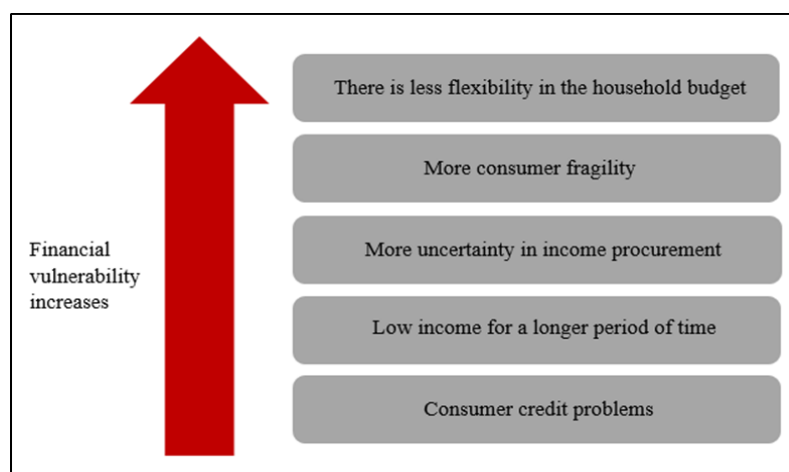 There is less flexibility in the household budget
More consumer fragility
Financial
vulnerability
increases
More uncertainty in income procurement
Low income for a longer period of time
Consumer credit problems